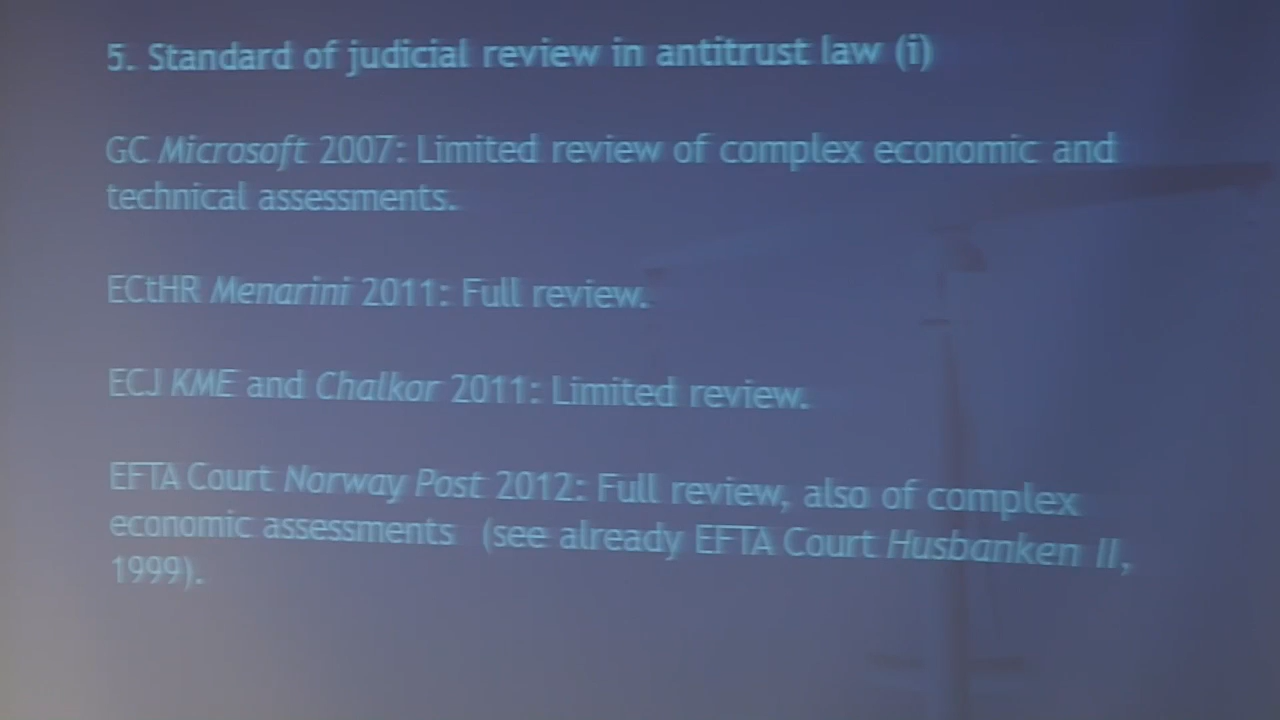 5. Standard of judicial review in antitrust law (i)
GC Microsoft 2007: Limited review of complex economic and
technical assessments.
ECtHR Menarini 2011: Full review.
ECJ KME and Chalkor 2011: Limited review.
EFTA Court Norway Post 2012: Full review, also of complex
economic assessments (see already EFTA Court Husbanken II,
1999).